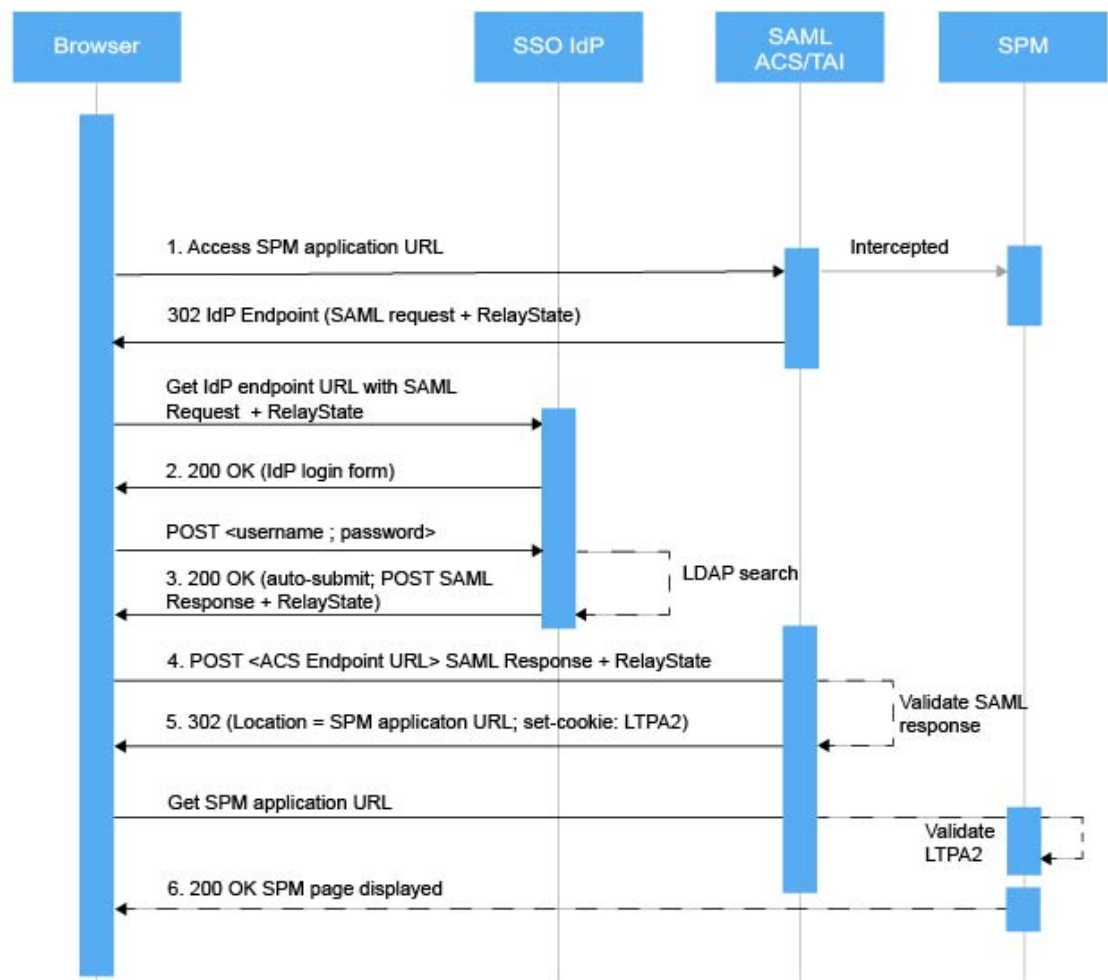 Browser
SSO IdP
SAML
ACS/TAI
SPM
1. Access SPM application URL
Intercepted
302 IdP Endpoint (SAML request + RelayState)
Get IdP endpoint URL with SAML
Request + RelayState
2. 200 OK (IdP login form)
POST <username ; password>
LDAP search
3. 200 OK (auto-submit; POST SAML
Response + RelayState)
4. POST <ACS Endpoint URL> SAML Response + RelayState
Validate SAML
response
5. 302 (Location = SPM applicaton URL; set-cookie: LTPA2)
Get SPM application URL
Validate
LTPA2
6. 200 OK SPM page displayed